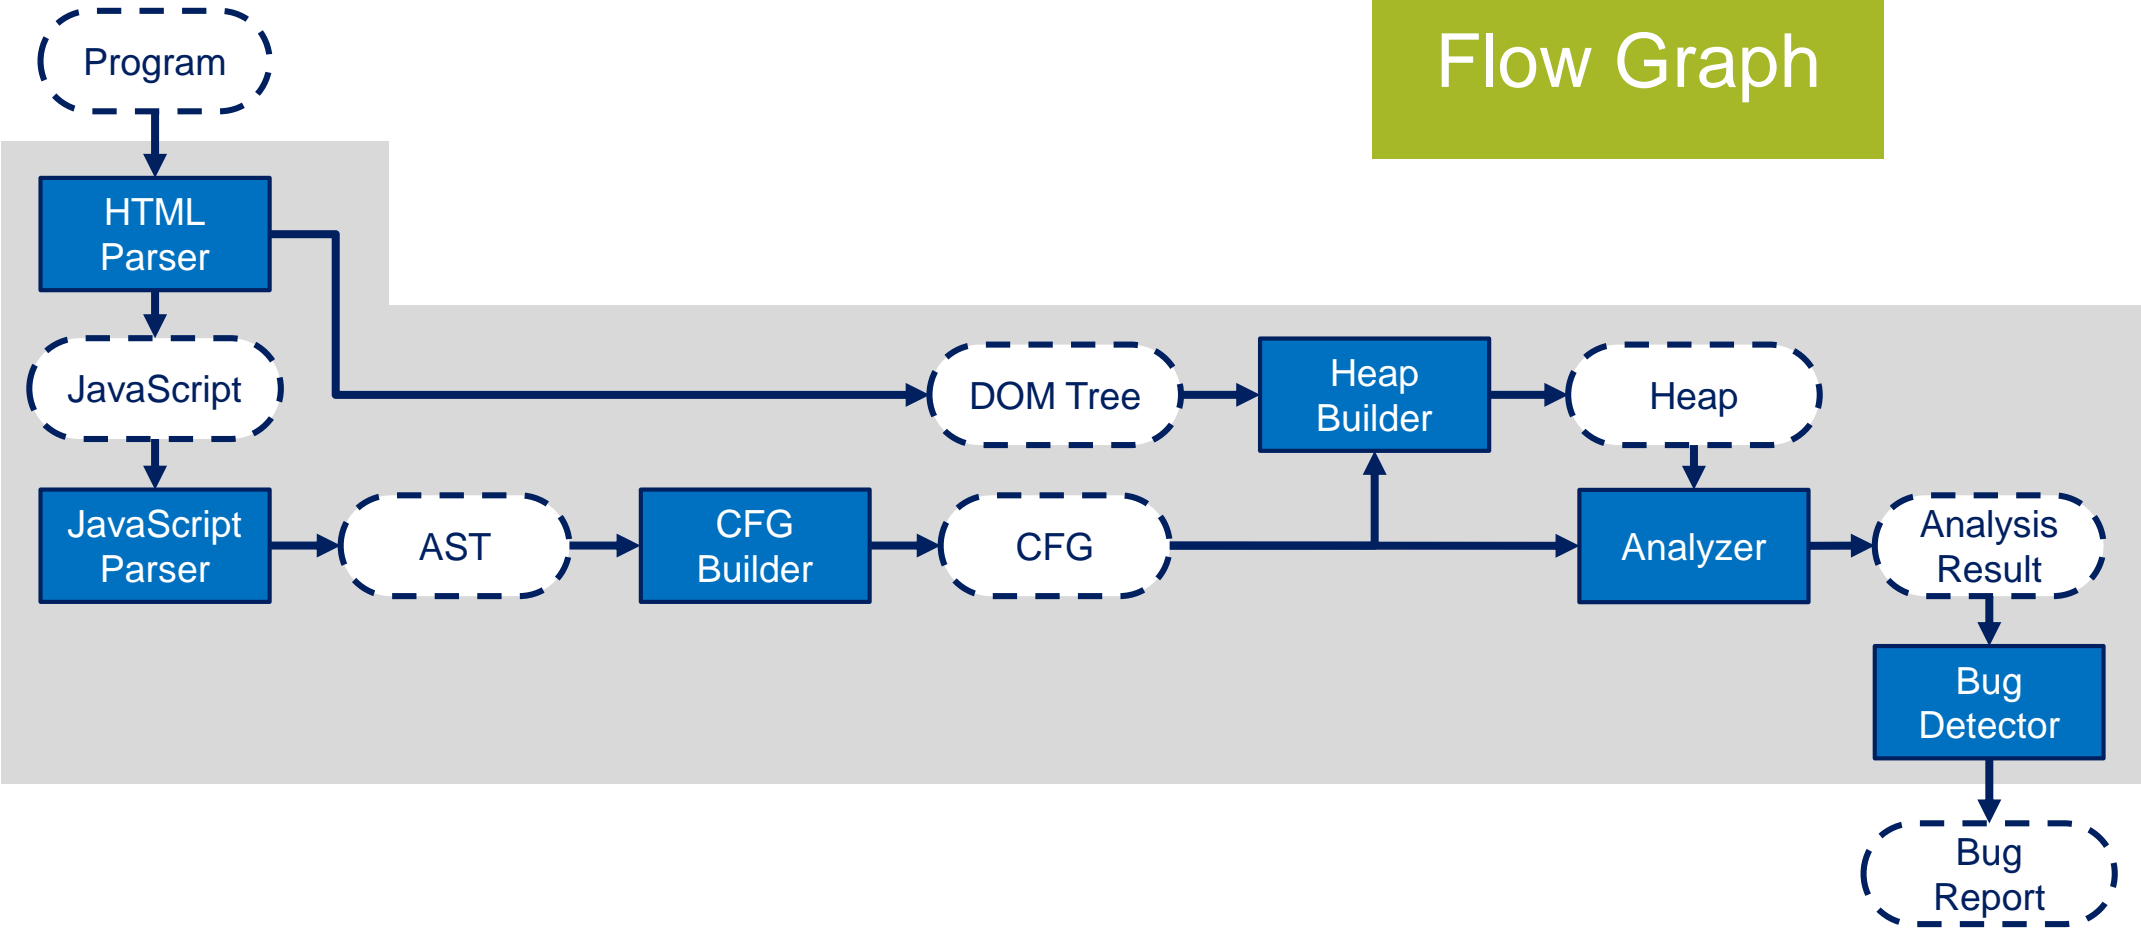 Program
Flow Graph
HTML
Parser
JavaScript
DOM Tree
Heap
Builder
Heap
JavaScript
Parser
AST
CFG
Builder
CFG
Analyzer
Analysis
Result
Bug
Detector
Bug
Report